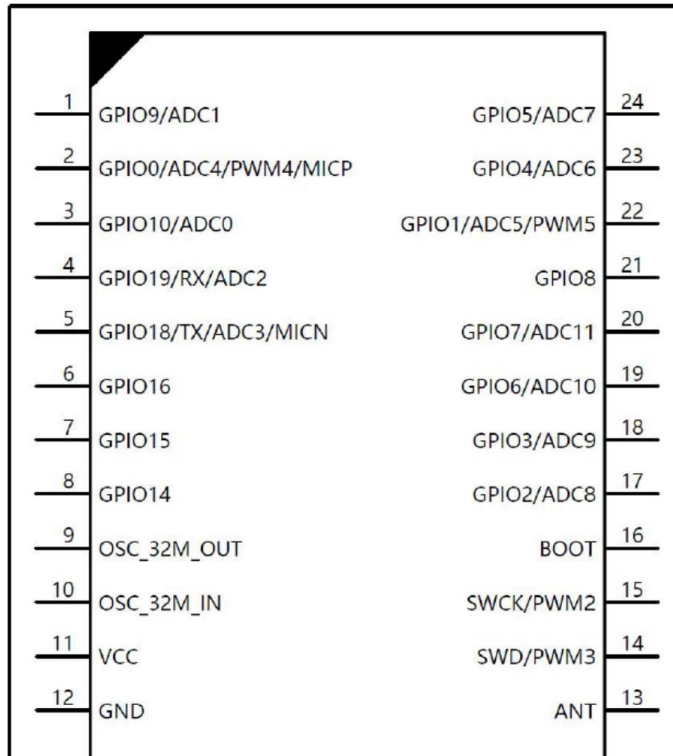 1 GPIO9/ADC1 GPIO5/ADC7 24
2 GPIO0/ADC4/PWM4/MICP GPIO4/ADC6 23
3 GPIO10/ADC0 GPIO1/ADC5/PWM5 22
4 GPIO19/RX/ADC2 GPIO8 21
5 GPIO18/TX/ADC3/MICN GPIO7/ADC11 20
6 GPIO16 GPIO6/ADC10 19
7 GPIO15 GPIO3/ADC9 18
8 GPIO14 GPIO2/ADC8 17
9 OSC_32M_OUT BOOT 16
10 OSC_32M_IN SWCK/PWM2 15
11 VCC SWD/PWM3 14
12 GND ANT 13